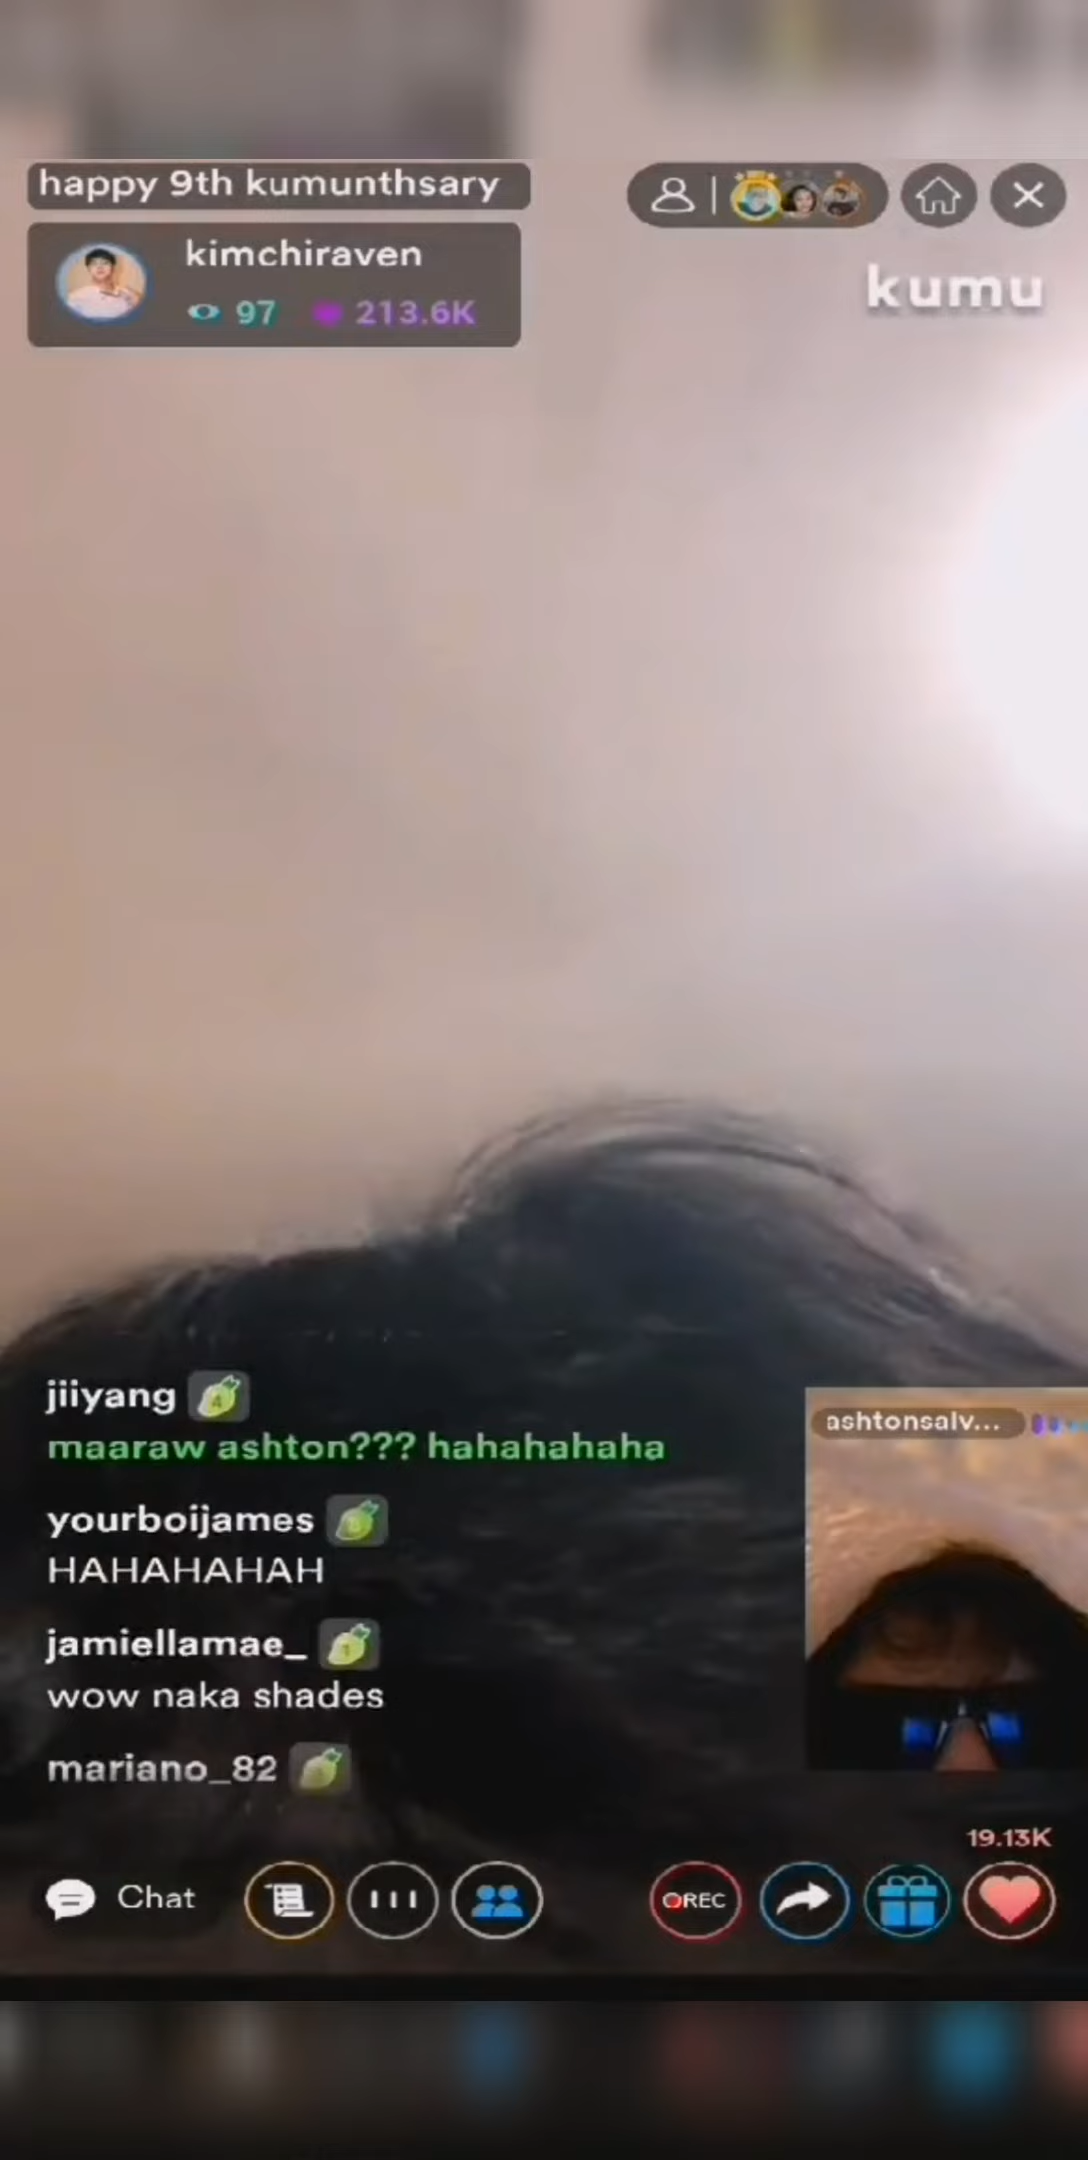 happy 9th kumunthsary
kimchiraven
97 213.6K
kumu
jiiyang
maaraw ashton??? hahahahaha
yourboijames
HAHAHAHAH
jamiellamae_
wow naka shades
mariano_82
ashtonsalv...
19.13K
Chat
REC